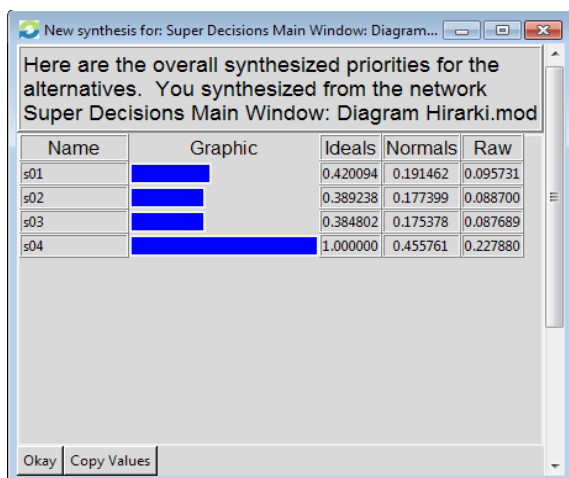 New synthesis for: Super Decisions Main Window: Diagram...
Here are the overall synthesized priorities for the
alternatives. You synthesized from the network
Super Decisions Main Window: Diagram Hirarki.mod
Name Graphic Ideals Normals Raw
s01 0.420094 0.191462 0.095731
s02 0.389238 0.177399 0.088700
s03 0.384802 0.175378 0.087689
s04 1.000000 0.455761 0.227880
Okay Copy Values